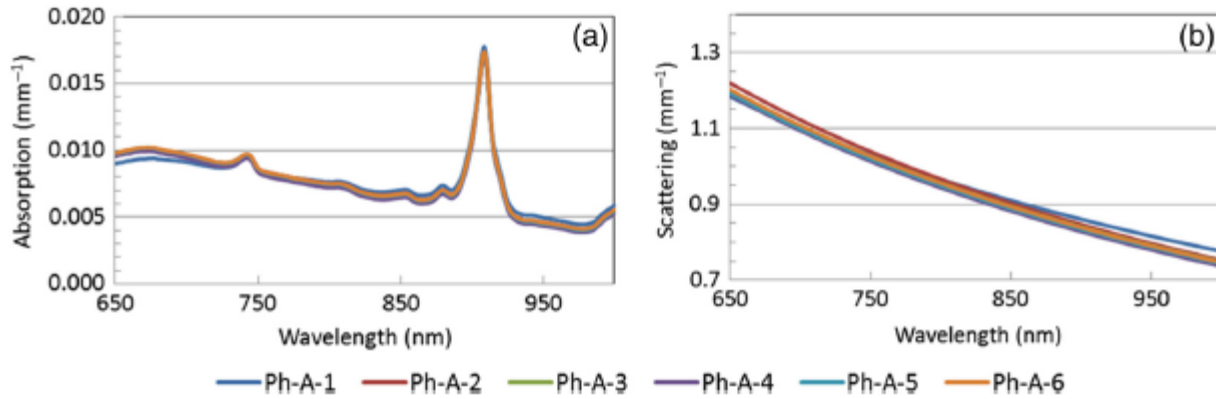 (a)
0.020
0.015
0.010
0.005
0.000
Absorption (mm⁻¹)
650 750 850 950
Wavelength (nm)
(b)
1.3
1.1
0.9
0.7
Scattering (mm⁻¹)
650 750 850 950
Wavelength (nm)
Ph-A-1 Ph-A-2 Ph-A-3 Ph-A-4 Ph-A-5 Ph-A-6